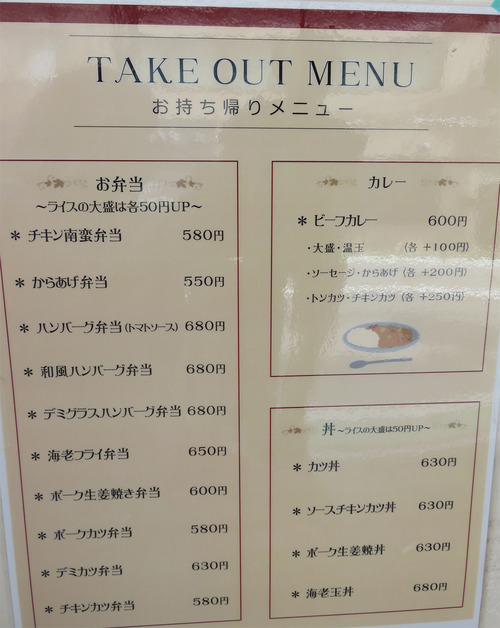 TAKE OUT MENU
お持ち帰りメニュー
お弁当
～ライスの大盛は各50円UP～
＊ チキン南蛮弁当 580円
＊ からあげ弁当 550円
＊ ハンバーグ弁当(トマトソース) 680円
＊ 和風ハンバーグ弁当 680円
＊ デミグラスハンバーグ弁当 680円
＊ 海老フライ弁当 650円
＊ ポーク生姜焼き弁当 600円
＊ ポークカツ弁当 580円
＊ デミカツ弁当 630円
＊ チキンカツ弁当 580円
カレー
＊ ビーフカレー 600円
・大盛・温玉 (各 +100円)
・ソーセージ・からあげ (各 +200円)
・トンカツ・チキンカツ (各 +250円)
丼 ～ライスの大盛は50円UP～
＊ カツ丼 630円
＊ ソースチキンカツ丼 630円
＊ ポーク生姜焼丼 630円
＊ 海老玉丼 680円